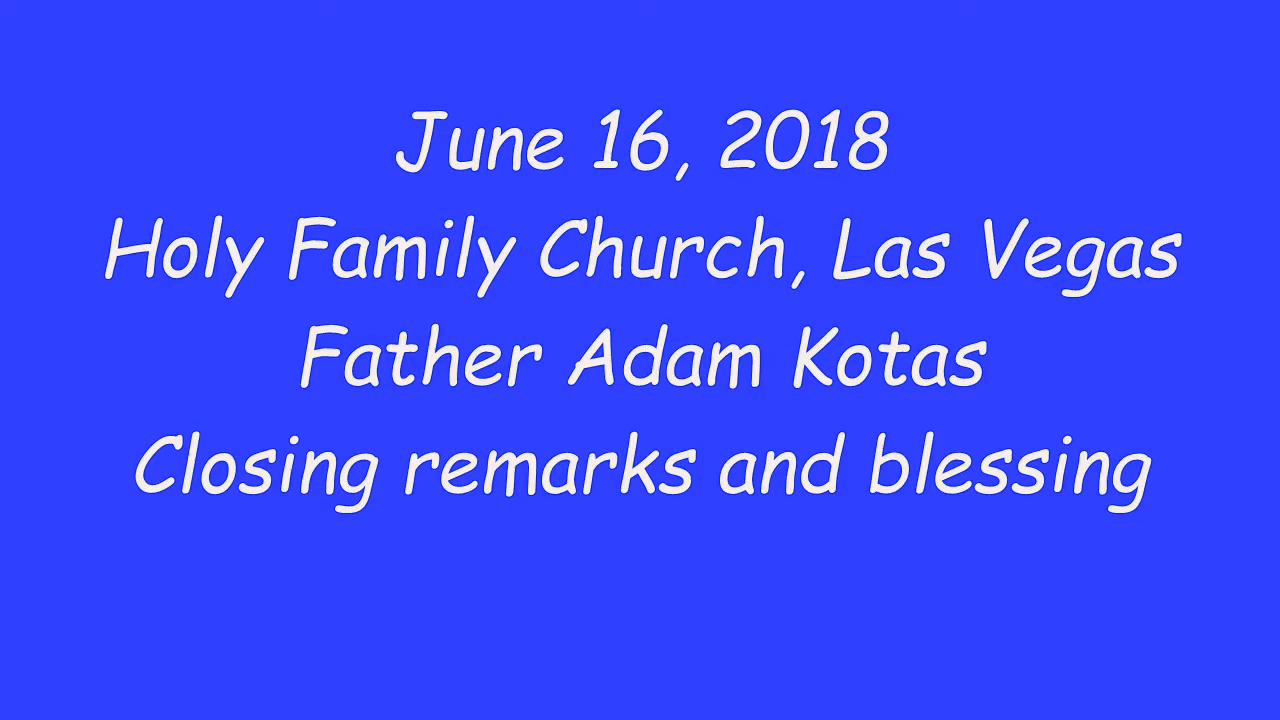 June 16, 2018
Holy Family Church, Las Vegas
Father Adam Kotas
Closing remarks and blessing